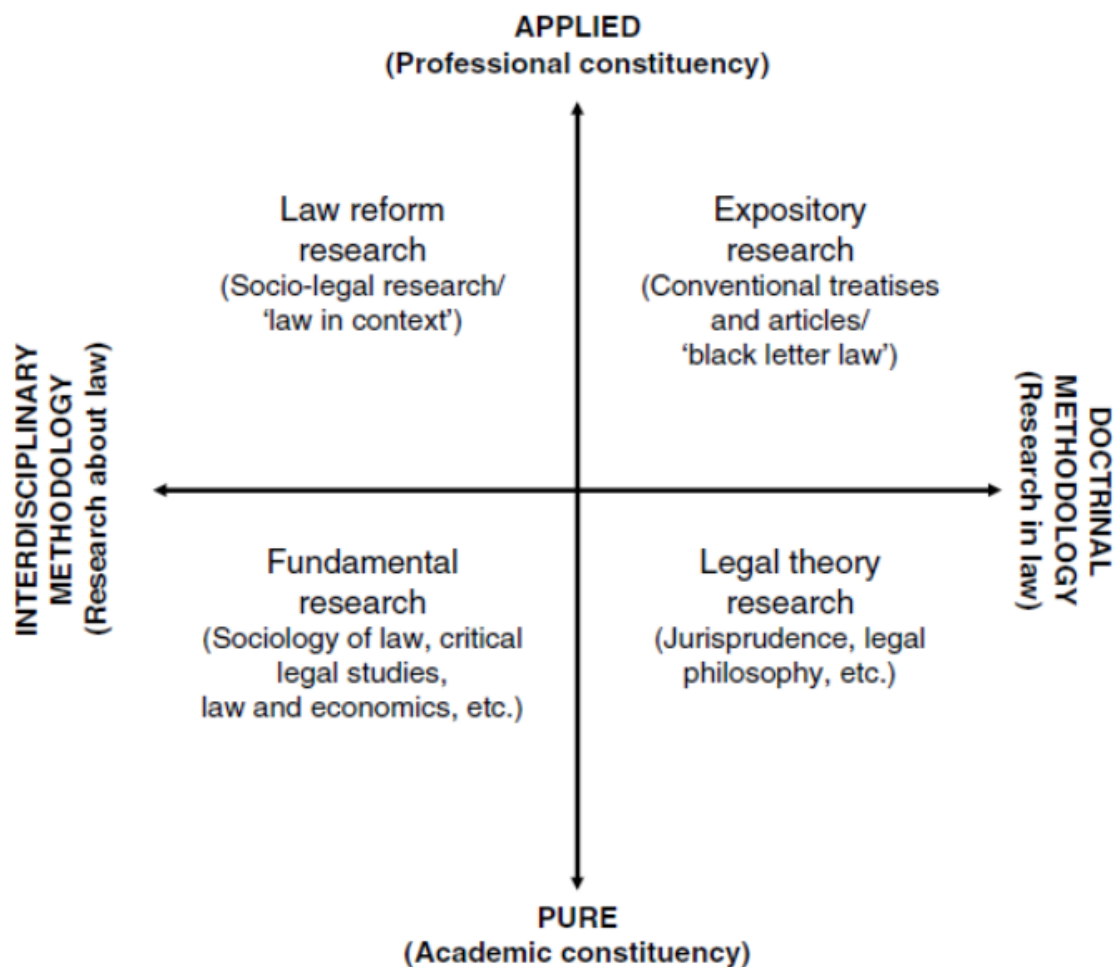 APPLIED
(Professional constituency)
Law reform
research
(Socio-legal research/
‘law in context’)
Expository
research
(Conventional treatises
and articles/
‘black letter law’)
INTERDISCIPLINARY
METHODOLOGY
(Research about law)
DOCTRINAL
METHODOLOGY
(Research in law)
Fundamental
research
(Sociology of law, critical
legal studies,
law and economics, etc.)
Legal theory
research
(Jurisprudence, legal
philosophy, etc.)
PURE
(Academic constituency)